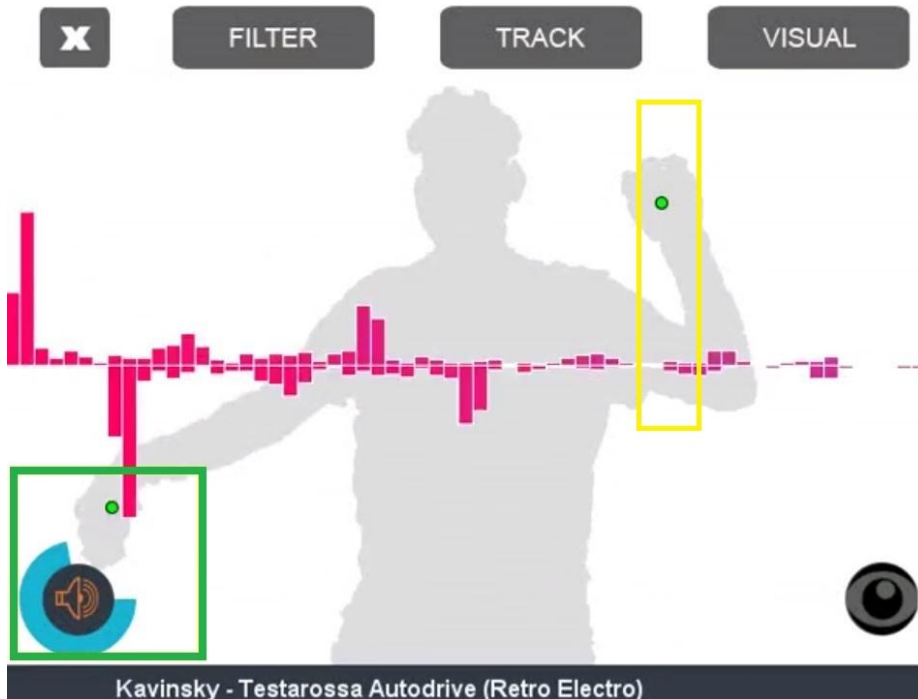 X
FILTER
TRACK
VISUAL
Kavinsky - Testarossa Autodrive (Retro Electro)